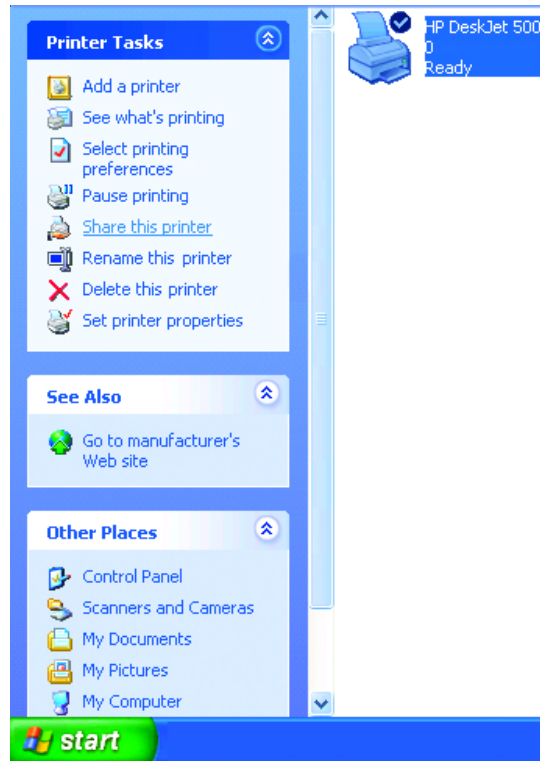 Printer Tasks
Add a printer
See what's printing
Select printing
preferences
Pause printing
Share this printer
Rename this printer
Delete this printer
Set printer properties
See Also
Go to manufacturer's
Web site
Other Places
Control Panel
Scanners and Cameras
My Documents
My Pictures
My Computer
HP DeskJet 500
0
Ready
start